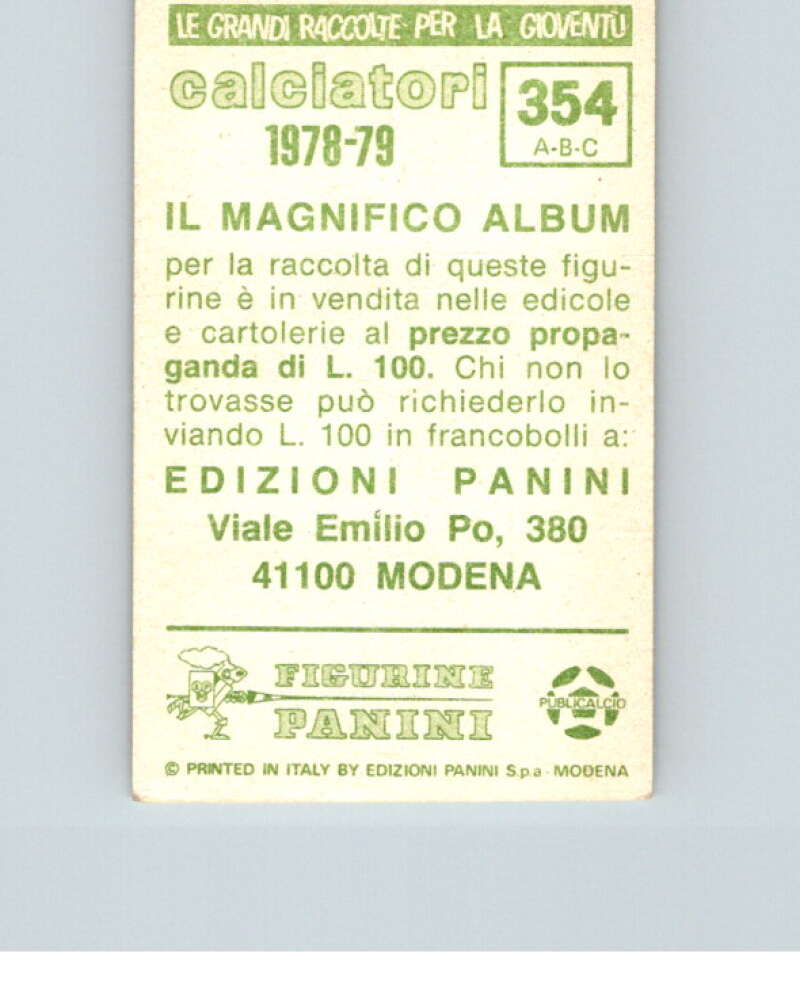 LE GRANDI RACCOLTE PER LA GIOVENTÙ
calciatori
1978-79
354
A-B-C
IL MAGNIFICO ALBUM
per la raccolta di queste figu-
rine è in vendita nelle edicole
e cartolerie al prezzo propa-
ganda di L. 100. Chi non lo
trovasse può richiederlo in-
viando L. 100 in francobolli a:
EDIZIONI PANINI
Viale Emilio Po, 380
41100 MODENA
FIGURINE
PANINI
PUBLICALCIO
© PRINTED IN ITALY BY EDIZIONI PANINI S.p.a - MODENA